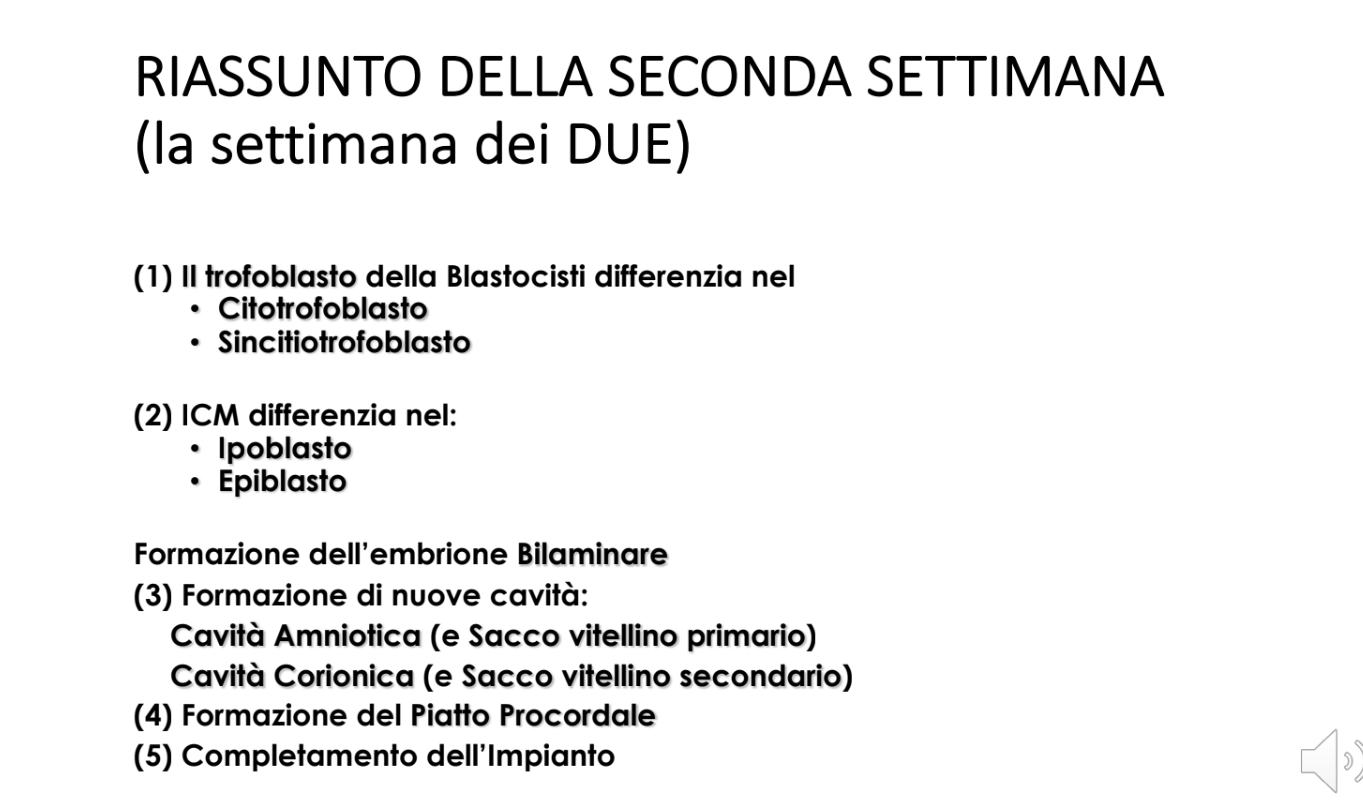 RIASSUNTO DELLA SECONDA SETTIMANA
(la settimana dei DUE)
(1) Il trofoblasto della Blastocisti differenzia nel
• Citotrofoblasto
• Sincitiotrofoblasto
(2) ICM differenzia nel:
• Ipoblasto
• Epiblasto
Formazione dell’embrione Bilaminare
(3) Formazione di nuove cavità:
Cavità Amniotica (e Sacco vitellino primario)
Cavità Corionica (e Sacco vitellino secondario)
(4) Formazione del Piatto Procordale
(5) Completamento dell’Impianto